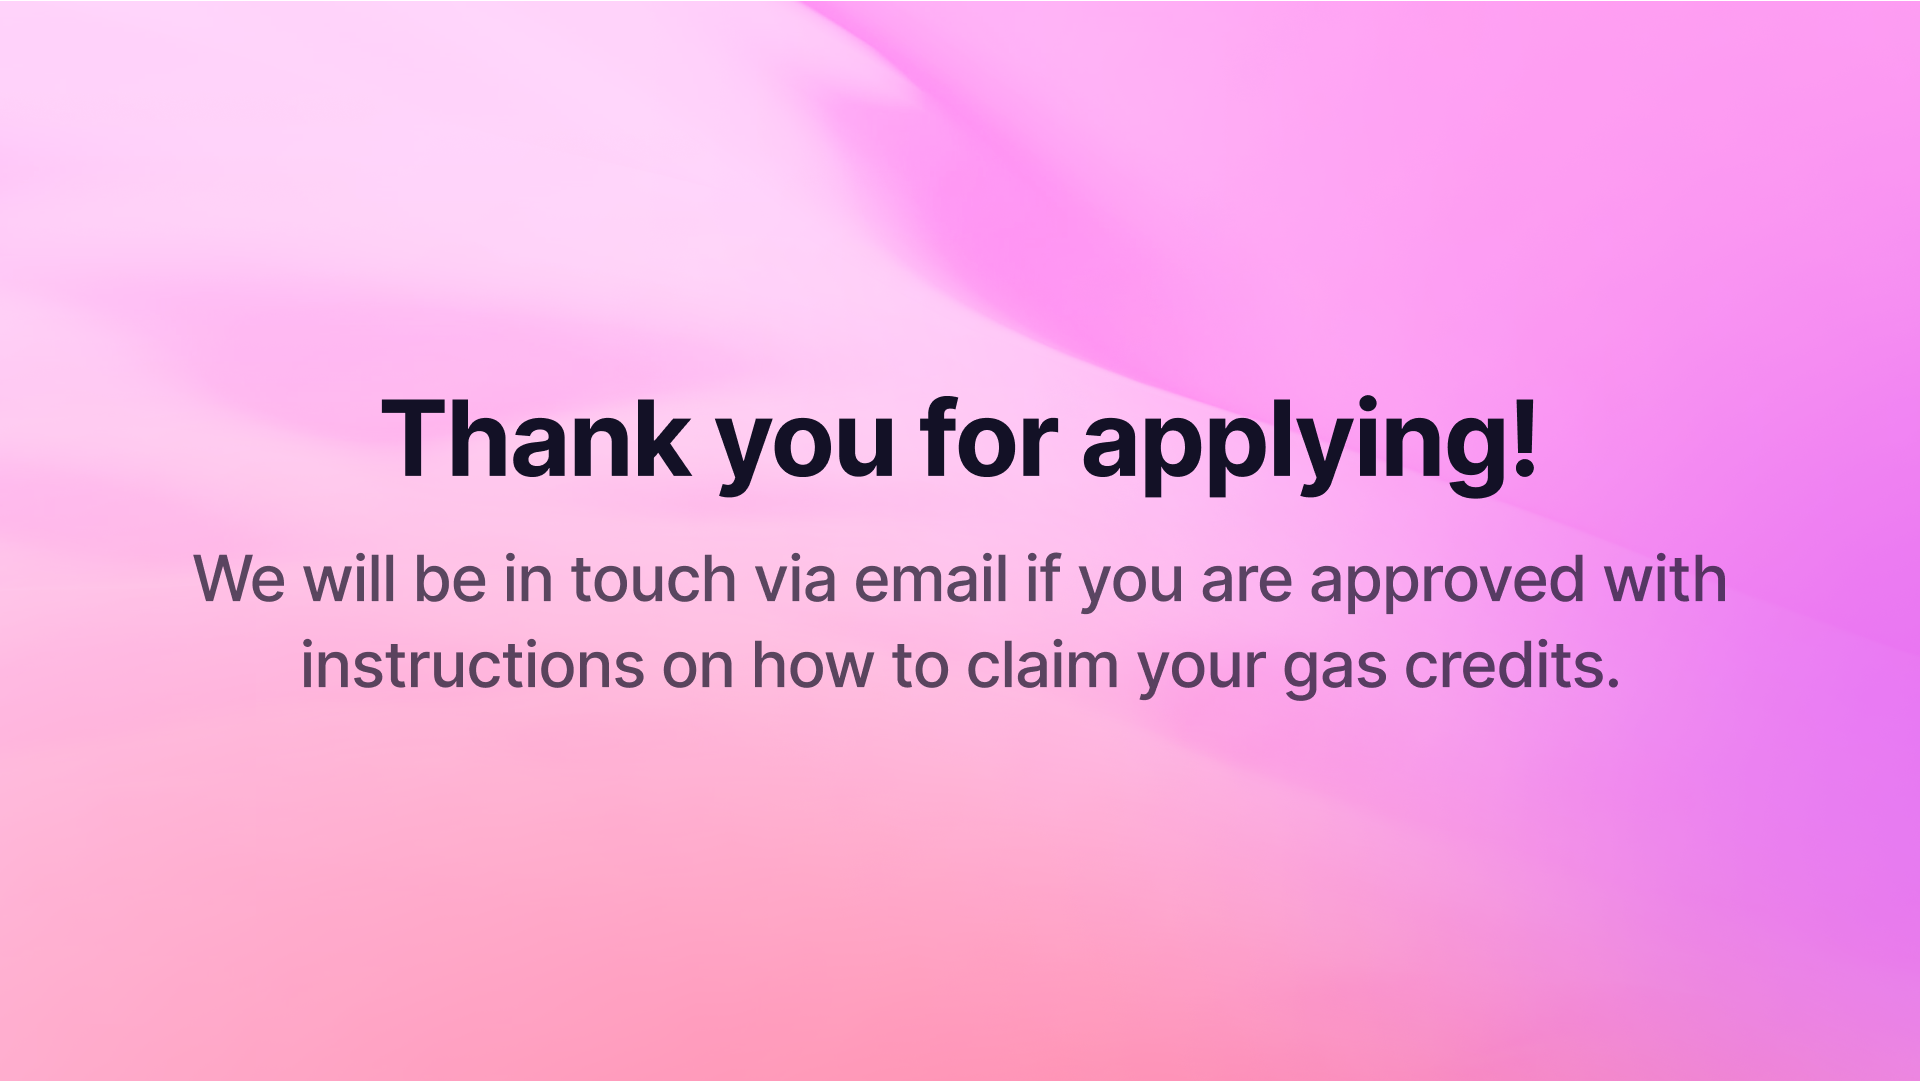 Thank you for applying!
We will be in touch via email if you are approved with
instructions on how to claim your gas credits.